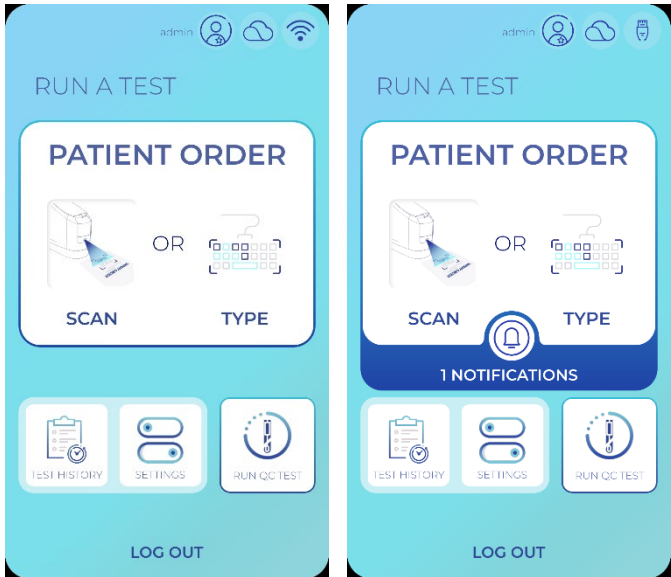 admin
RUN A TEST
PATIENT ORDER
OR
SCAN
TYPE
TEST HISTORY
SETTINGS
RUN QC TEST
LOG OUT
admin
RUN A TEST
PATIENT ORDER
OR
SCAN
TYPE
1 NOTIFICATIONS
TEST HISTORY
SETTINGS
RUN QC TEST
LOG OUT